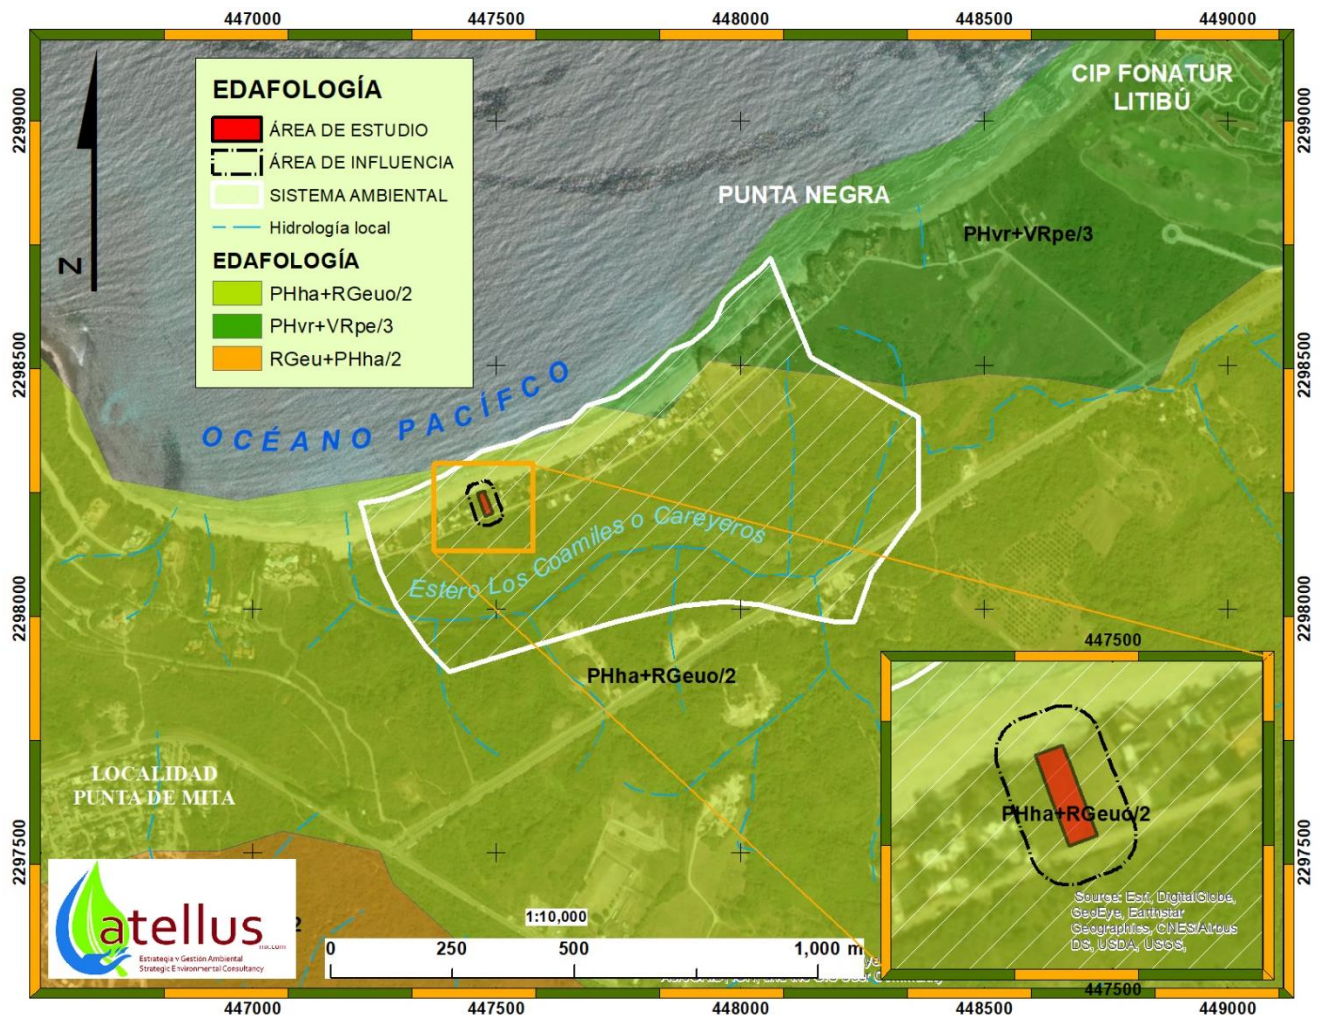 447000 447500 448000 448500 449000
2299000
2298500
2298000
2297500
2299000
2298500
2298000
2297500
N
EDAFOLOGÍA
ÁREA DE ESTUDIO
ÁREA DE INFLUENCIA
SISTEMA AMBIENTAL
Hidrología local
EDAFOLOGÍA
PHha+RGeuo/2
PHvr+VRpe/3
RGeu+PHha/2
CIP FONATUR
LITIBÚ
PUNTA NEGRA
PHvr+VRpe/3
OCÉANO PACÍFCO
Estero Los Coamiles o Careyeros
PHha+RGeuo/2
LOCALIDAD
PUNTA DE MITA
447500
PHha+RGeuo/2
Source: Esri, DigitalGlobe,
GeoEye, Earthstar
Geographics, CNES/Airbus
DS, USDA, USGS,
447500
atellus
Estrategia y Gestión Ambiental
Strategic Environmental Consultancy
2
1:10,000
0 250 500 1,000 m
447000 447500 448000 448500 449000